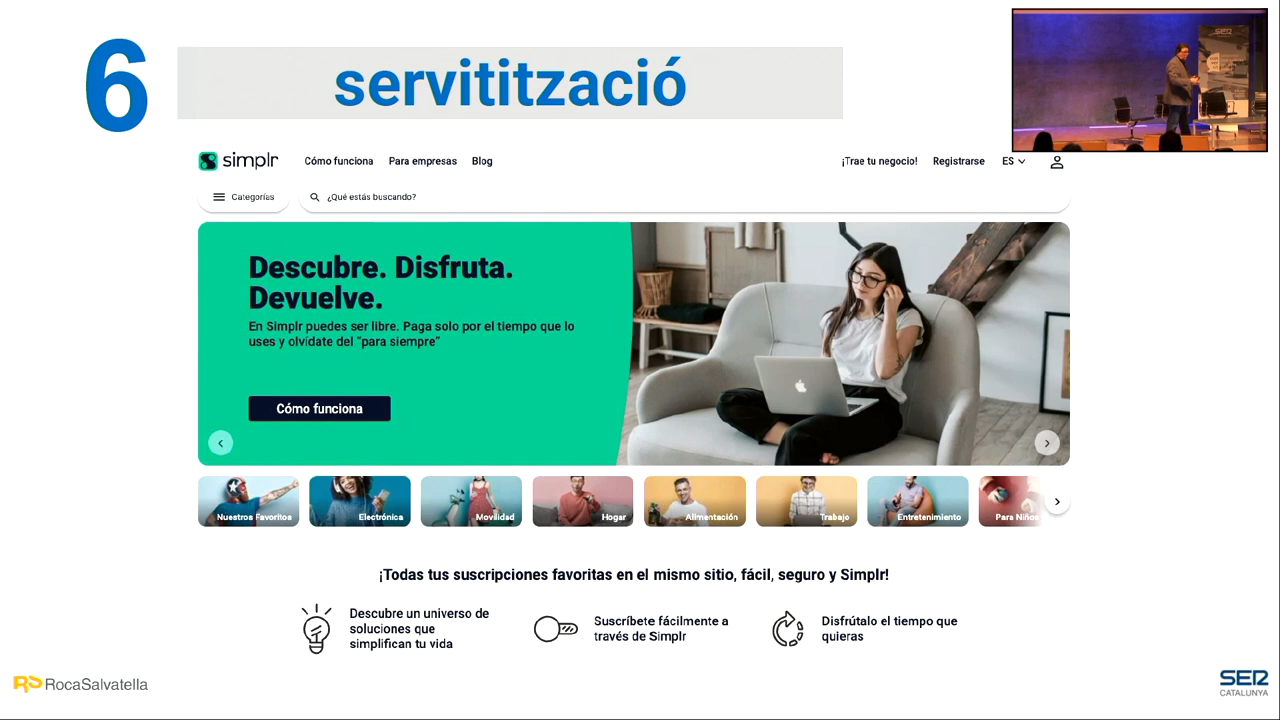 6
servitització
SER
simplr
Cómo funciona
Para empresas
Blog
¡Trae tu negocio!
Registrarse
ES
Categorías
¿Qué estás buscando?
Descubre. Disfruta.
Devuelve.
En Simplr puedes ser libre. Paga solo por el tiempo que lo
uses y olvídate del "para siempre"
Cómo funciona
Nuestros Favoritos
Electrónica
Movilidad
Hogar
Alimentación
Trabajo
Entretenimiento
Para Niños
¡Todas tus suscripciones favoritas en el mismo sitio, fácil, seguro y Simplr!
Descubre un universo de
soluciones que
simplifican tu vida
Suscríbete fácilmente a
través de Simplr
Disfrútalo el tiempo que
quieras
RS RocaSalvatella
SER
CATALUNYA